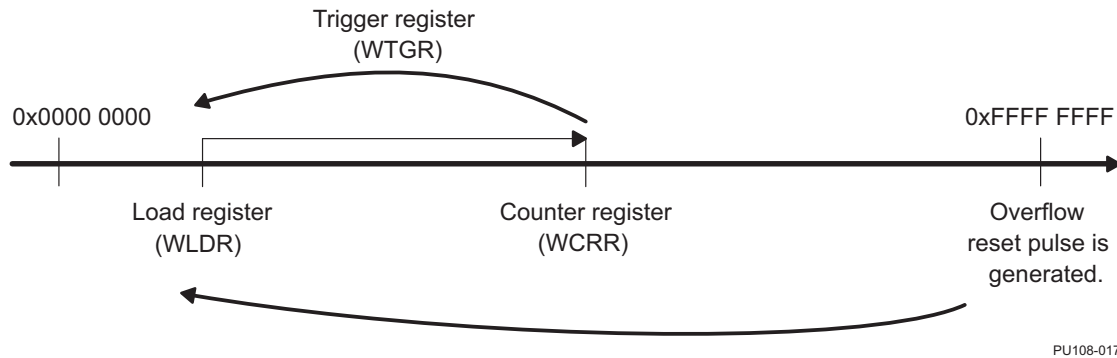 Trigger register
(WTGR)
0x0000 0000
0xFFFF FFFF
Load register
(WLDR)
Counter register
(WCRR)
Overflow
reset pulse is
generated.
PU108-017